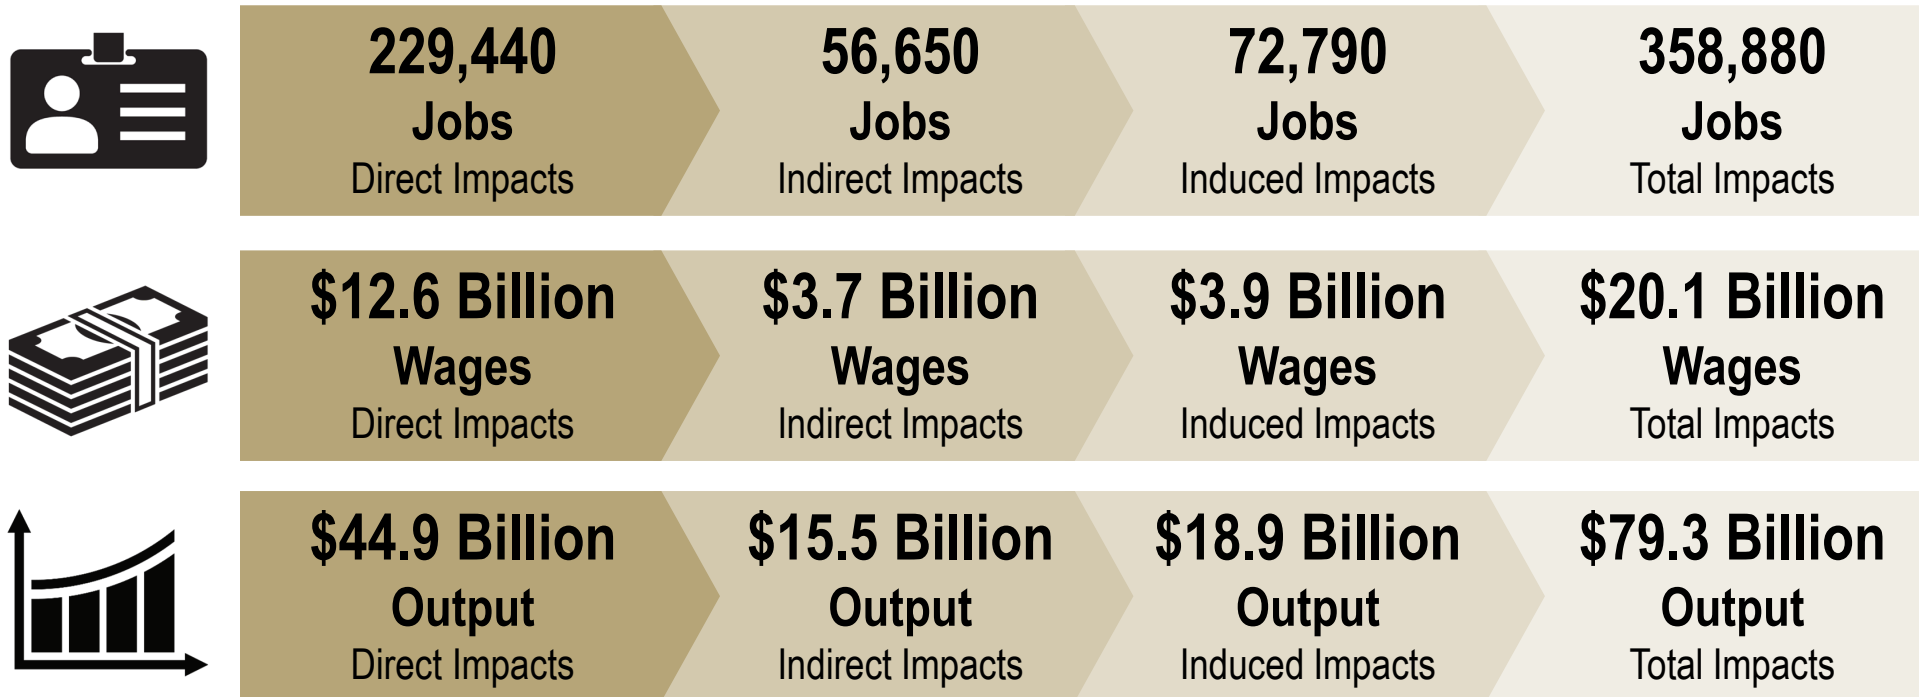 229,440
Jobs
Direct Impacts
56,650
Jobs
Indirect Impacts
72,790
Jobs
Induced Impacts
358,880
Jobs
Total Impacts
$12.6 Billion
Wages
Direct Impacts
$3.7 Billion
Wages
Indirect Impacts
$3.9 Billion
Wages
Induced Impacts
$20.1 Billion
Wages
Total Impacts
$44.9 Billion
Output
Direct Impacts
$15.5 Billion
Output
Indirect Impacts
$18.9 Billion
Output
Induced Impacts
$79.3 Billion
Output
Total Impacts